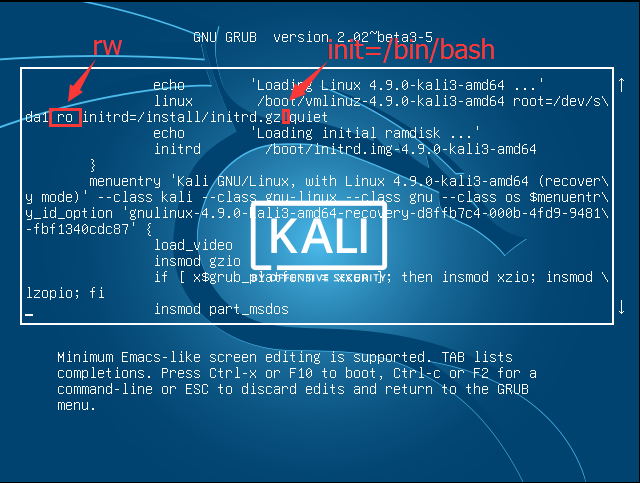 GNU GRUB  version 2.02~beta3-5
rw
init=/bin/bash
echo 'Loading Linux 4.9.0-kali3-amd64 ...'
linux /boot/vmlinuz-4.9.0-kali3-amd64 root=/dev/s\
da1 ro initrd=/install/initrd.gz quiet
echo 'Loading initial ramdisk ...'
initrd /boot/initrd.img-4.9.0-kali3-amd64
}
menuentry 'Kali GNU/Linux, with Linux 4.9.0-kali3-amd64 (recover\
y mode)' --class kali --class gnu-linux --class gnu --class os $menuentr\
y_id_option 'gnulinux-4.9.0-kali3-amd64-recovery-d8ffb7c4-000b-4fd9-9481\
-fbf1340cdc87' {
load_video
insmod gzio
if [ x$grub_platform = xxen ]; then insmod xzio; insmod \
lzopio; fi
insmod part_msdos
KALI
BY OFFENSIVE SECURITY
Minimum Emacs-like screen editing is supported. TAB lists
completions. Press Ctrl-x or F10 to boot, Ctrl-c or F2 for a
command-line or ESC to discard edits and return to the GRUB
menu.